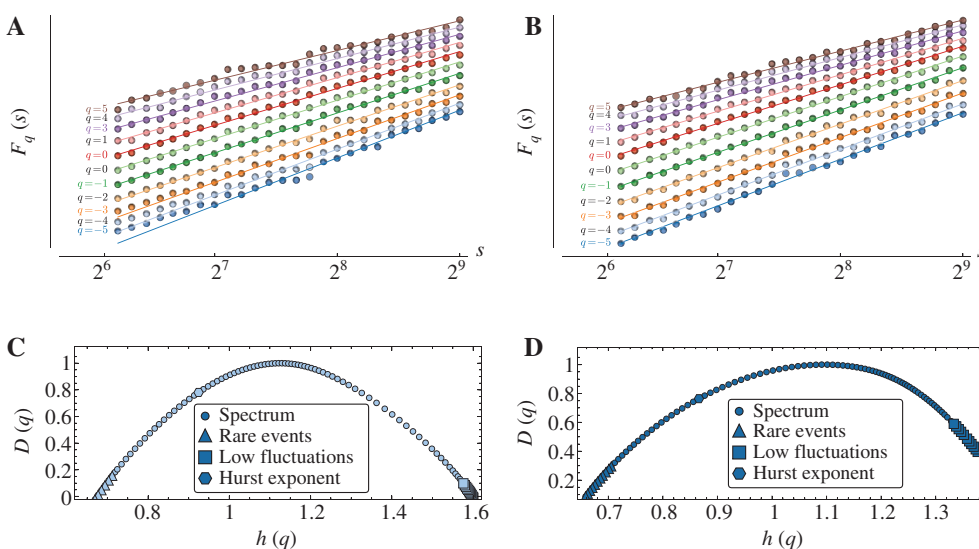 A
F_q (s)
q=5
q=4
q=3
q=1
q=0
q=0
q=−1
q=−2
q=−3
q=−4
q=−5
2^6
2^7
2^8
2^9
s
B
F_q (s)
q=5
q=4
q=3
q=1
q=0
q=0
q=−1
q=−2
q=−3
q=−4
q=−5
2^6
2^7
2^8
2^9
C
D (q)
1
0.8
0.6
0.4
0.2
0
Spectrum
Rare events
Low fluctuations
Hurst exponent
0.8
1
1.2
1.4
1.6
h (q)
D
D (q)
1
0.8
0.6
0.4
0.2
Spectrum
Rare events
Low fluctuations
Hurst exponent
0.7
0.8
0.9
1
1.1
1.2
1.3
h (q)